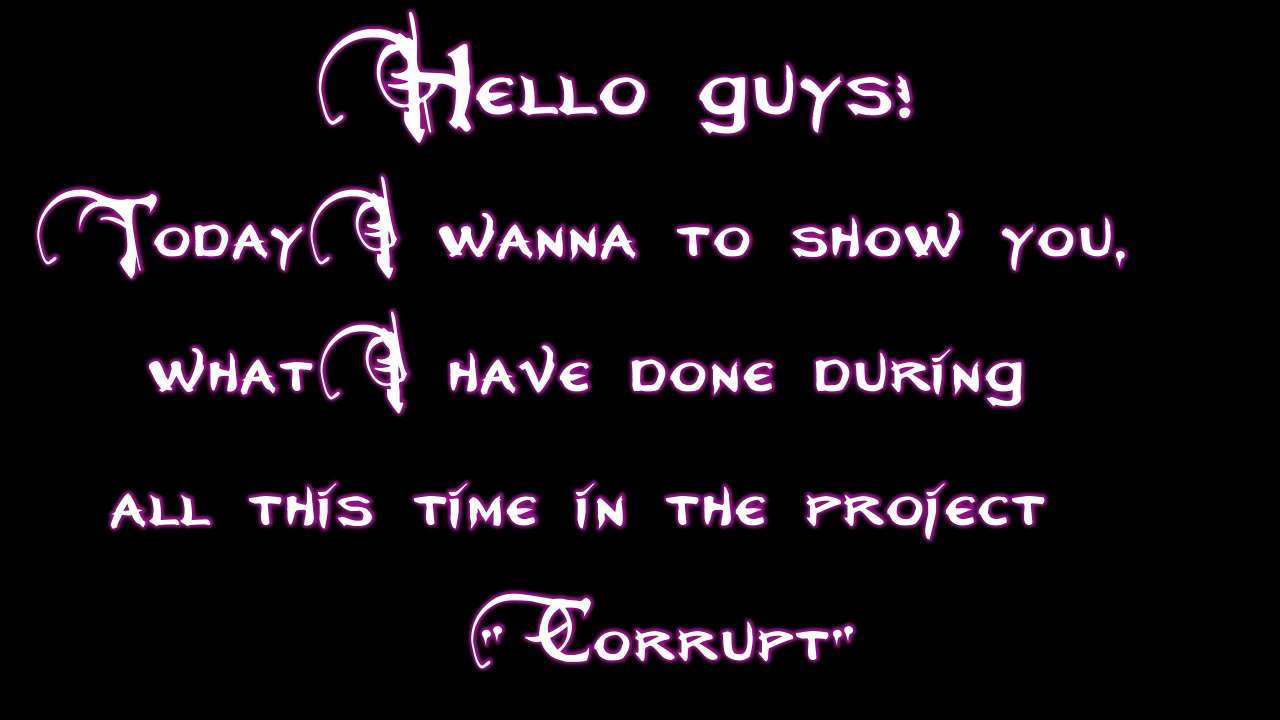 Hello guys!
Today I wanna to show you,
what I have done during
all this time in the project
"Corrupt"